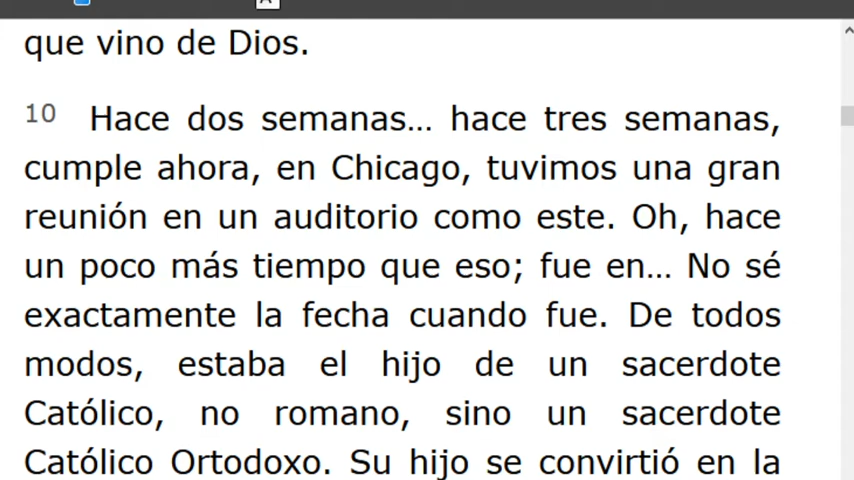 que vino de Dios.
10 Hace dos semanas… hace tres semanas,
cumple ahora, en Chicago, tuvimos una gran
reunión en un auditorio como este. Oh, hace
un poco más tiempo que eso; fue en… No sé
exactamente la fecha cuando fue. De todos
modos, estaba el hijo de un sacerdote
Católico, no romano, sino un sacerdote
Católico Ortodoxo. Su hijo se convirtió en la